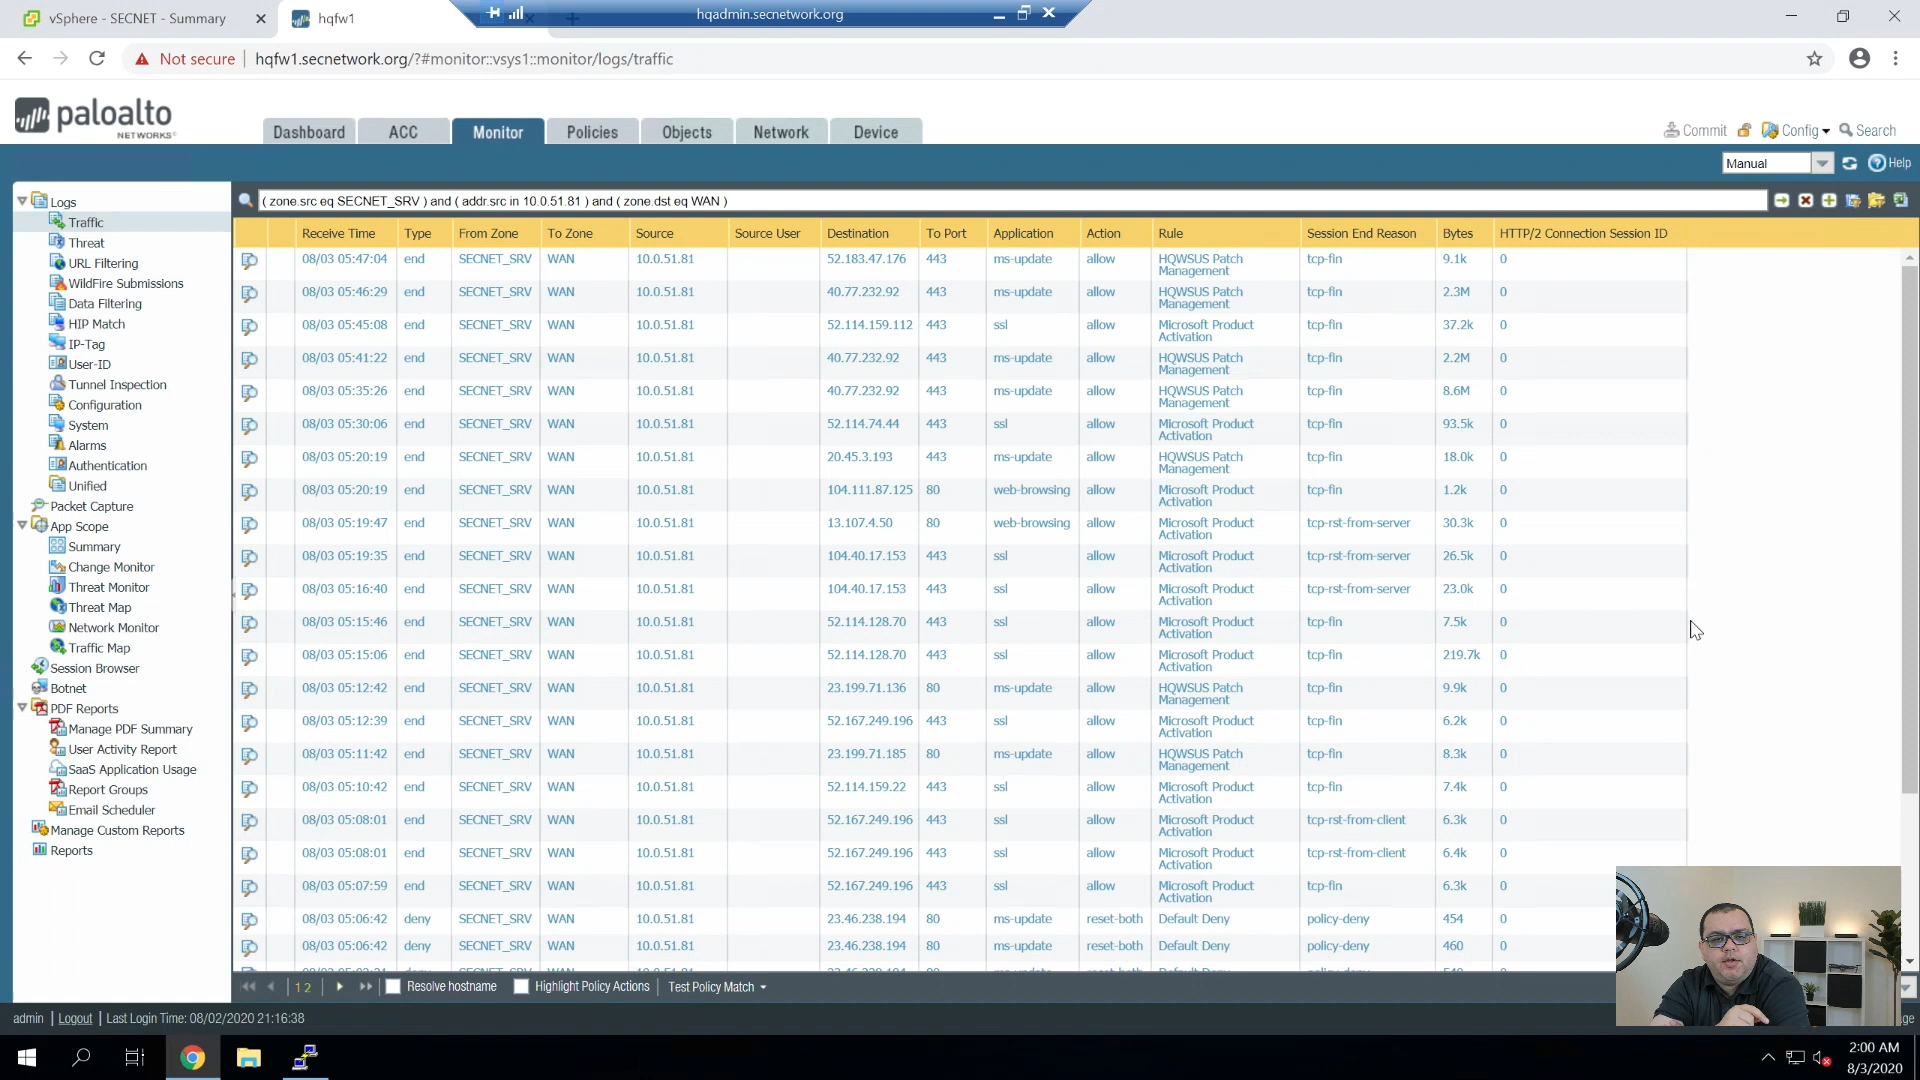 vSphere - SECNET - Summary
hqfw1
hqadmin.secnetwork.org
Not secure
hqfw1.secnetwork.org/?#monitor::vsys1::monitor/logs/traffic
paloalto
NETWORKS
Dashboard ACC Monitor Policies Objects Network Device
Commit Config Search
Manual Help
( zone.src eq SECNET_SRV ) and ( addr.src in 10.0.51.81 ) and ( zone.dst eq WAN )
Logs
Traffic
Threat
URL Filtering
WildFire Submissions
Data Filtering
HIP Match
IP-Tag
User-ID
Tunnel Inspection
Configuration
System
Alarms
Authentication
Unified
Packet Capture
App Scope
Summary
Change Monitor
Threat Monitor
Threat Map
Network Monitor
Traffic Map
Session Browser
Botnet
PDF Reports
Manage PDF Summary
User Activity Report
SaaS Application Usage
Report Groups
Email Scheduler
Manage Custom Reports
Reports
Receive Time Type From Zone To Zone Source Source User Destination To Port Application Action Rule Session End Reason Bytes HTTP/2 Connection Session ID
08/03 05:47:04 end SECNET_SRV WAN 10.0.51.81 52.183.47.176 443 ms-update allow HQWSUS Patch Management tcp-fin 9.1k 0
08/03 05:46:29 end SECNET_SRV WAN 10.0.51.81 40.77.232.92 443 ms-update allow HQWSUS Patch Management tcp-fin 2.3M 0
08/03 05:45:08 end SECNET_SRV WAN 10.0.51.81 52.114.159.112 443 ssl allow Microsoft Product Activation tcp-fin 37.2k 0
08/03 05:41:22 end SECNET_SRV WAN 10.0.51.81 40.77.232.92 443 ms-update allow HQWSUS Patch Management tcp-fin 2.2M 0
08/03 05:35:26 end SECNET_SRV WAN 10.0.51.81 40.77.232.92 443 ms-update allow HQWSUS Patch Management tcp-fin 8.6M 0
08/03 05:30:06 end SECNET_SRV WAN 10.0.51.81 52.114.74.44 443 ssl allow Microsoft Product Activation tcp-fin 93.5k 0
08/03 05:20:19 end SECNET_SRV WAN 10.0.51.81 20.45.3.193 443 ms-update allow HQWSUS Patch Management tcp-fin 18.0k 0
08/03 05:20:19 end SECNET_SRV WAN 10.0.51.81 104.111.87.125 80 web-browsing allow Microsoft Product Activation tcp-fin 1.2k 0
08/03 05:19:47 end SECNET_SRV WAN 10.0.51.81 13.107.4.50 80 web-browsing allow Microsoft Product Activation tcp-rst-from-server 30.3k 0
08/03 05:19:35 end SECNET_SRV WAN 10.0.51.81 104.40.17.153 443 ssl allow Microsoft Product Activation tcp-rst-from-server 26.5k 0
08/03 05:16:40 end SECNET_SRV WAN 10.0.51.81 104.40.17.153 443 ssl allow Microsoft Product Activation tcp-rst-from-server 23.0k 0
08/03 05:15:46 end SECNET_SRV WAN 10.0.51.81 52.114.128.70 443 ssl allow Microsoft Product Activation tcp-fin 7.5k 0
08/03 05:15:06 end SECNET_SRV WAN 10.0.51.81 52.114.128.70 443 ssl allow Microsoft Product Activation tcp-fin 219.7k 0
08/03 05:12:42 end SECNET_SRV WAN 10.0.51.81 23.199.71.136 80 ms-update allow HQWSUS Patch Management tcp-fin 9.9k 0
08/03 05:12:39 end SECNET_SRV WAN 10.0.51.81 52.167.249.196 443 ssl allow Microsoft Product Activation tcp-fin 6.2k 0
08/03 05:11:42 end SECNET_SRV WAN 10.0.51.81 23.199.71.185 80 ms-update allow HQWSUS Patch Management tcp-fin 8.3k 0
08/03 05:10:42 end SECNET_SRV WAN 10.0.51.81 52.114.159.22 443 ssl allow Microsoft Product Activation tcp-fin 7.4k 0
08/03 05:08:01 end SECNET_SRV WAN 10.0.51.81 52.167.249.196 443 ssl allow Microsoft Product Activation tcp-rst-from-client 6.3k 0
08/03 05:08:01 end SECNET_SRV WAN 10.0.51.81 52.167.249.196 443 ssl allow Microsoft Product Activation tcp-rst-from-client 6.4k 0
08/03 05:07:59 end SECNET_SRV WAN 10.0.51.81 52.167.249.196 443 ssl allow Microsoft Product Activation tcp-fin 6.3k 0
08/03 05:06:42 deny SECNET_SRV WAN 10.0.51.81 23.46.238.194 80 ms-update reset-both Default Deny policy-deny 454 0
08/03 05:06:42 deny SECNET_SRV WAN 10.0.51.81 23.46.238.194 80 ms-update reset-both Default Deny policy-deny 460 0
1 2 Resolve hostname Highlight Policy Actions Test Policy Match
admin Logout Last Login Time: 08/02/2020 21:16:38
2:00 AM
8/3/2020